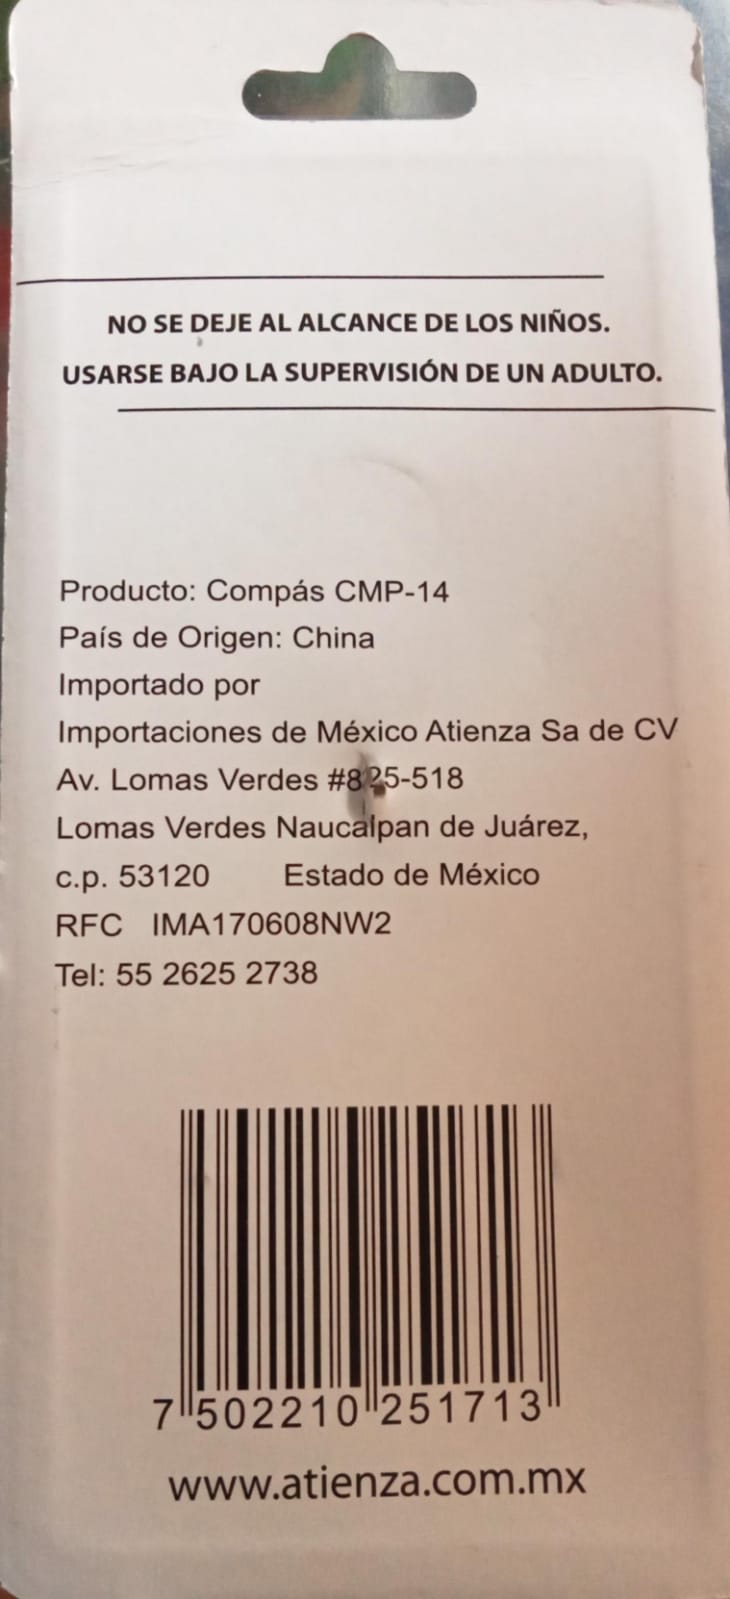 NO SE DEJE AL ALCANCE DE LOS NIÑOS.
USARSE BAJO LA SUPERVISIÓN DE UN ADULTO.
Producto: Compás CMP-14
País de Origen: China
Importado por
Importaciones de México Atienza Sa de CV
Av. Lomas Verdes #825-518
Lomas Verdes Naucalpan de Juárez,
c.p. 53120 Estado de México
RFC IMA170608NW2
Tel: 55 2625 2738
7 502210 251713
www.atienza.com.mx